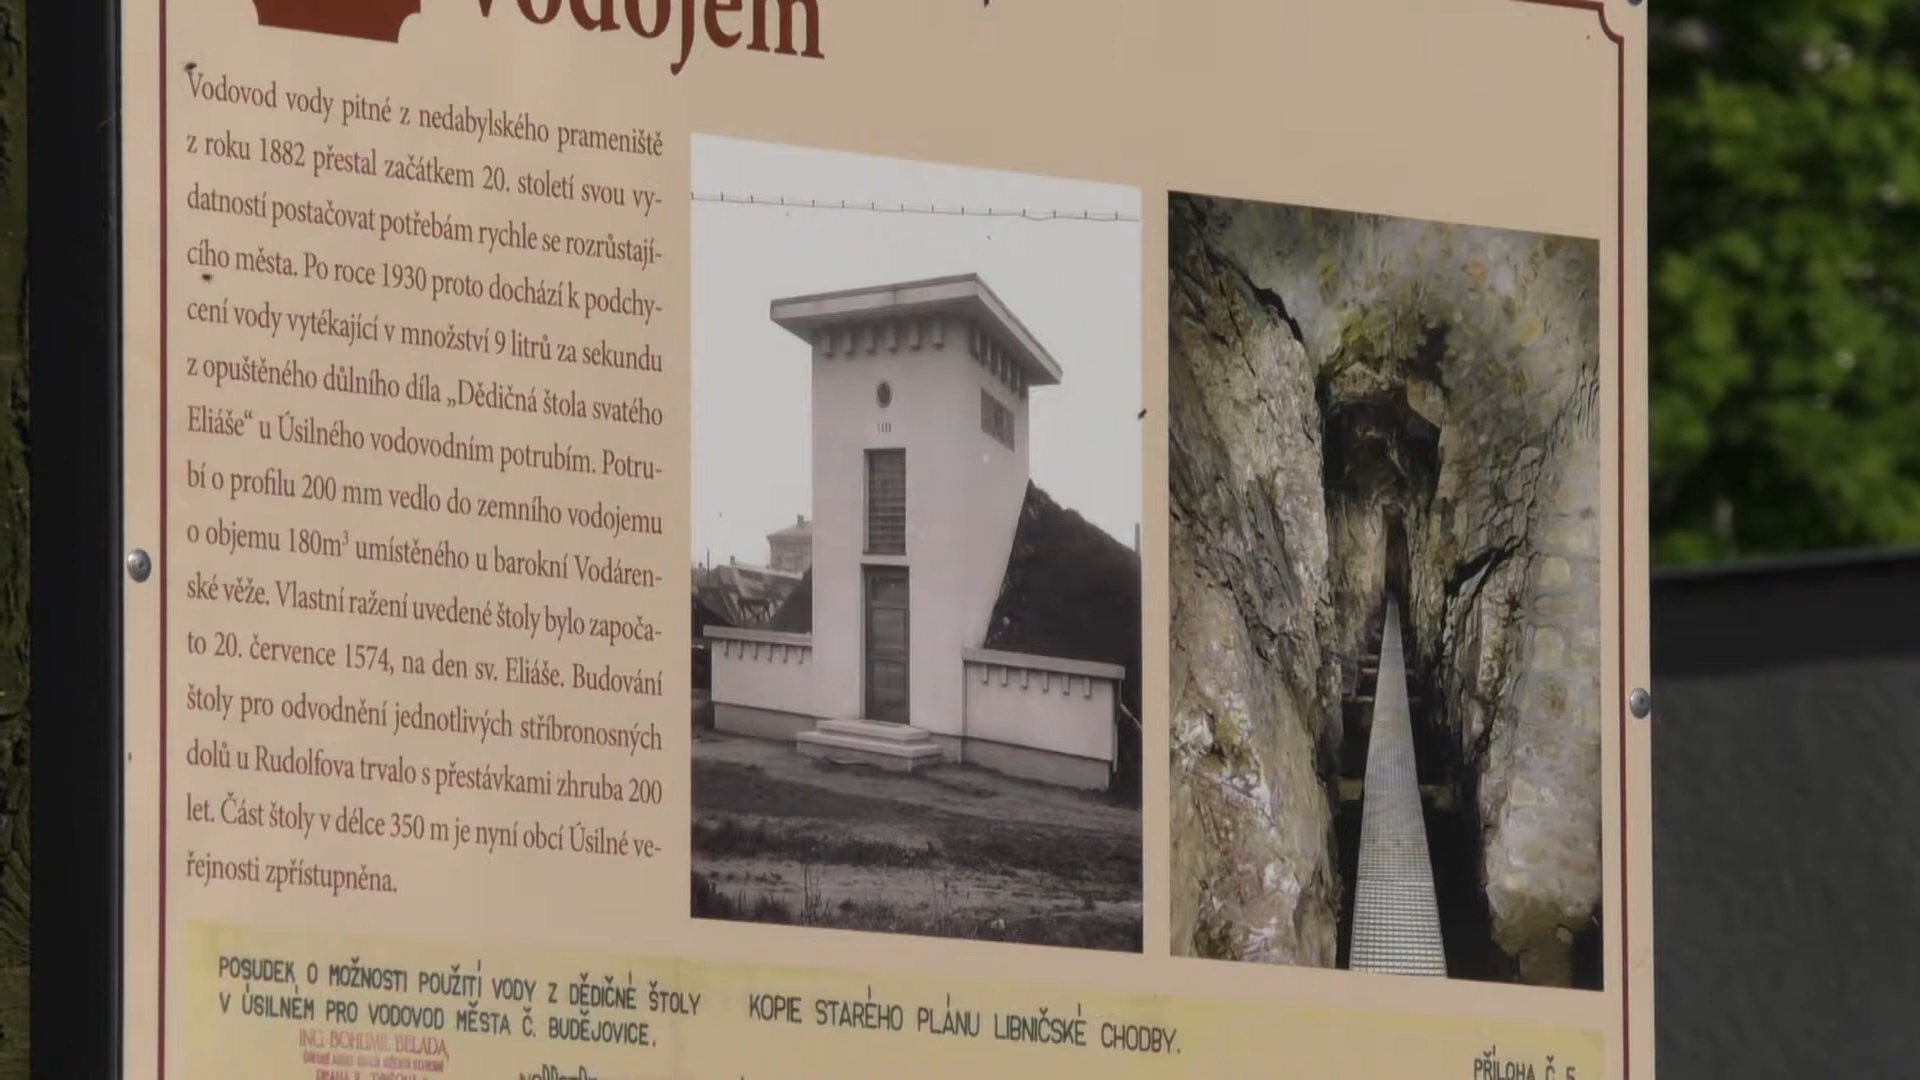 vodojem
Vodovod vody pitné z nedabylského prameniště
z roku 1882 přestal začátkem 20. století svou vy-
datností postačovat potřebám rychle se rozrůstají-
cího města. Po roce 1930 proto dochází k podchy-
cení vody vytékající v množství 9 litrů za sekundu
z opuštěného důlního díla „Dědičná štola svatého
Eliáše“ u Úsilného vodovodním potrubím. Potru-
bí o profilu 200 mm vedlo do zemního vodojemu
o objemu 180m³ umístěného u barokní Vodáren-
ské věže. Vlastní ražení uvedené štoly bylo započa-
to 20. července 1574, na den sv. Eliáše. Budování
štoly pro odvodnění jednotlivých stříbronosných
dolů u Rudolfova trvalo s přestávkami zhruba 200
let. Část štoly v délce 350 m je nyní obcí Úsilné ve-
řejnosti zpřístupněna.
POSUDEK O MOŽNOSTI POUŽITÍ VODY Z DĚDIČNÉ ŠTOLY
V ÚSILNÉM PRO VODOVOD MĚSTA Č. BUDĚJOVICE.
KOPIE STARÉHO PLÁNU LIBNIČSKÉ CHODBY.
ING. BOHUMIL BELADA,
PŘÍLOHA Č. 5